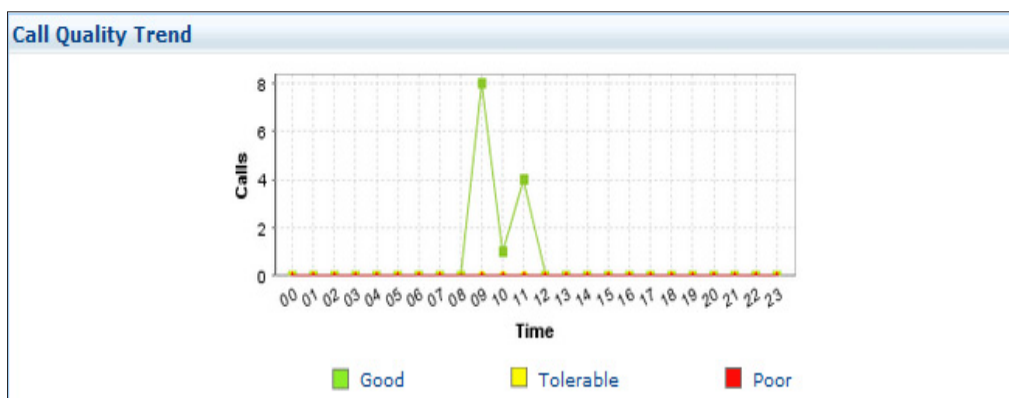 Call Quality Trend
8
6
4
2
0
Calls
00 01 02 03 04 05 06 07 08 09 10 11 12 13 14 15 16 17 18 19 20 21 22 23
Time
Good Tolerable Poor